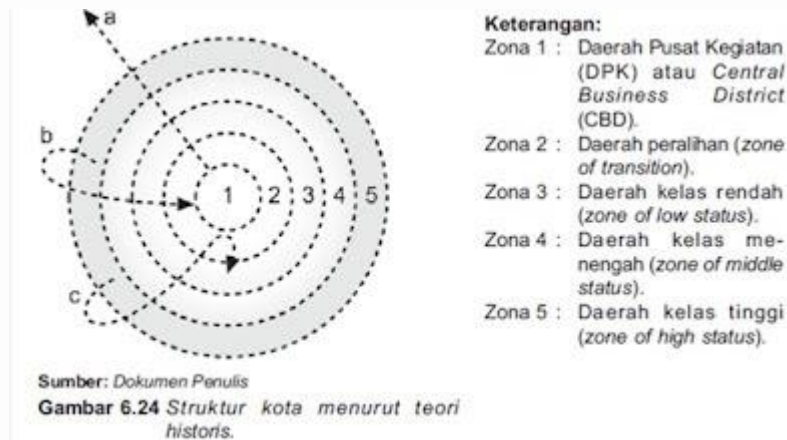 a
b
c
1 2 3 4 5
Sumber: Dokumen Penulis
Gambar 6.24 Struktur kota menurut teori
historis.
Keterangan:
Zona 1 : Daerah Pusat Kegiatan
(DPK) atau Central
Business District
(CBD).
Zona 2 : Daerah peralihan (zone
of transition).
Zona 3 : Daerah kelas rendah
(zone of low status).
Zona 4 : Daerah kelas me-
nengah (zone of middle
status).
Zona 5 : Daerah kelas tinggi
(zone of high status).